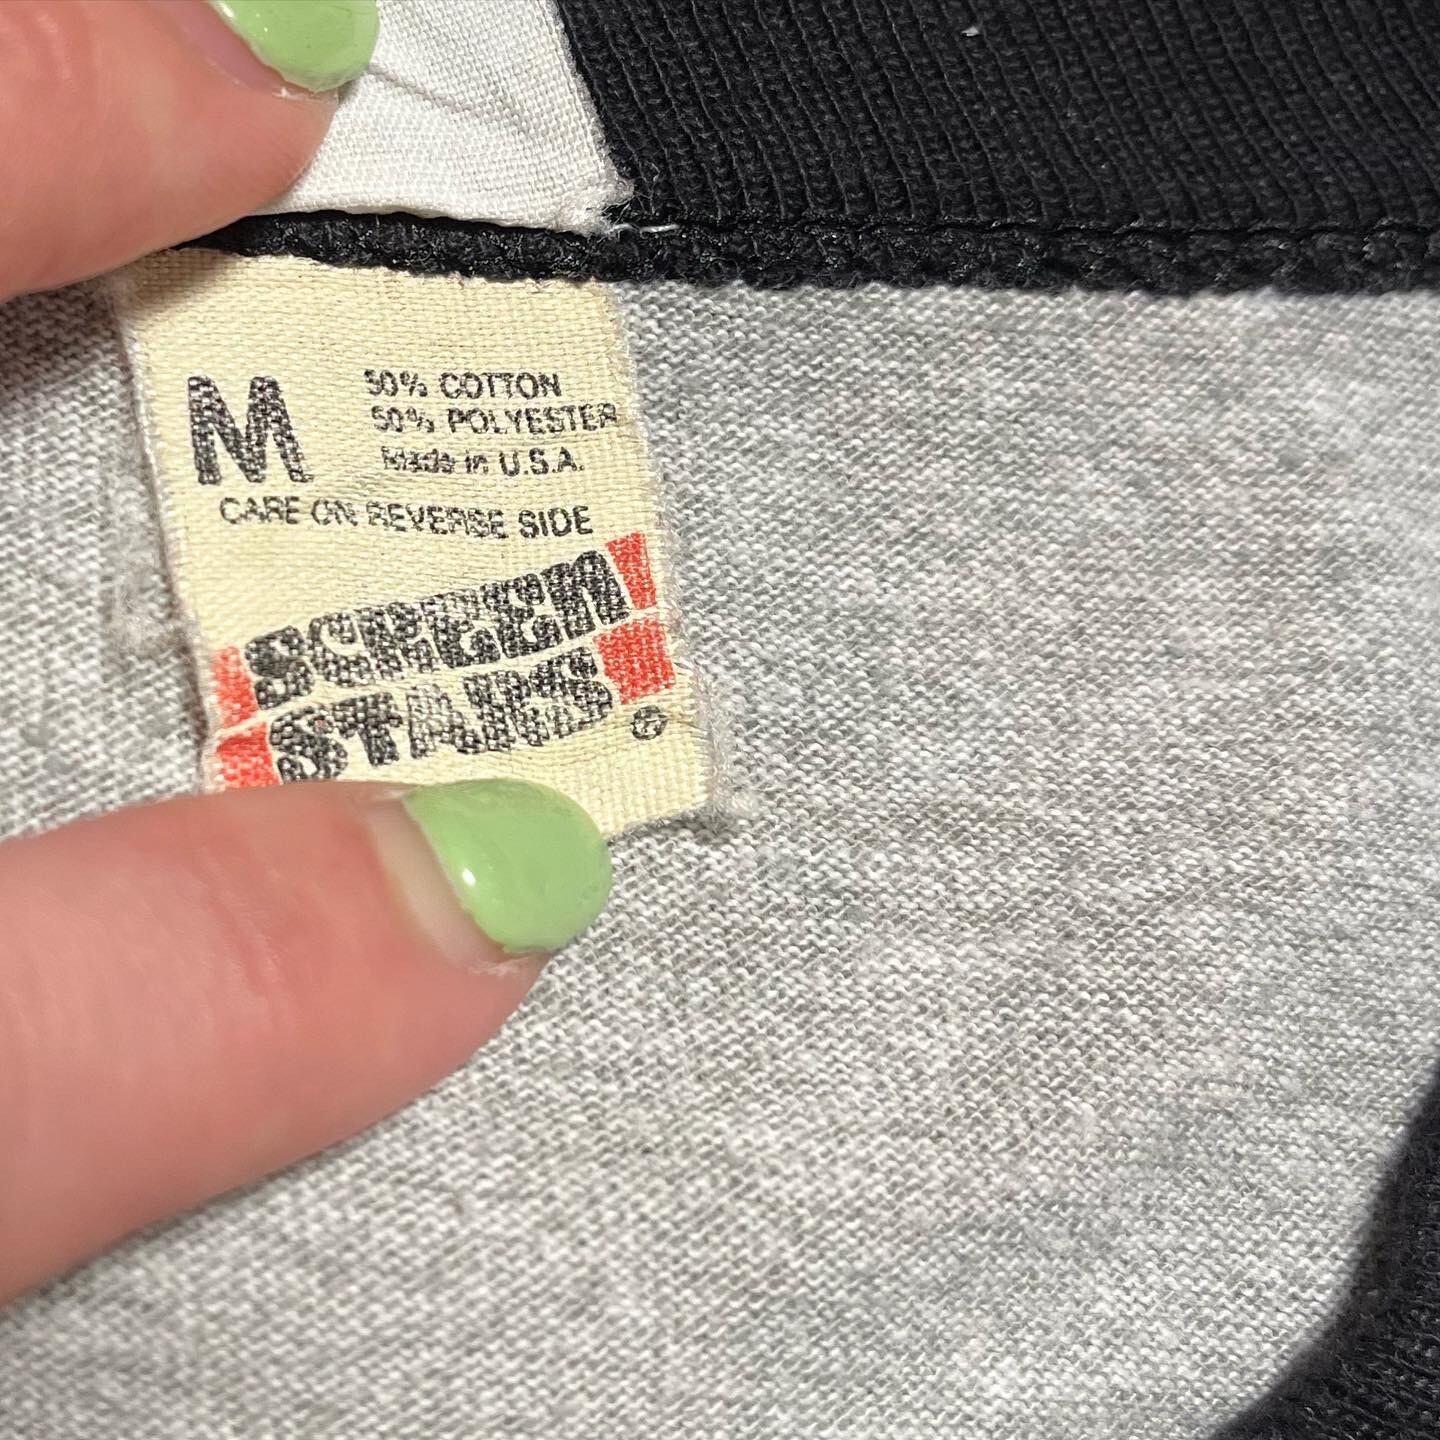 M
50% COTTON
50% POLYESTER
Made in U.S.A.
CARE ON REVERSE SIDE
SCREEN
STARS
®